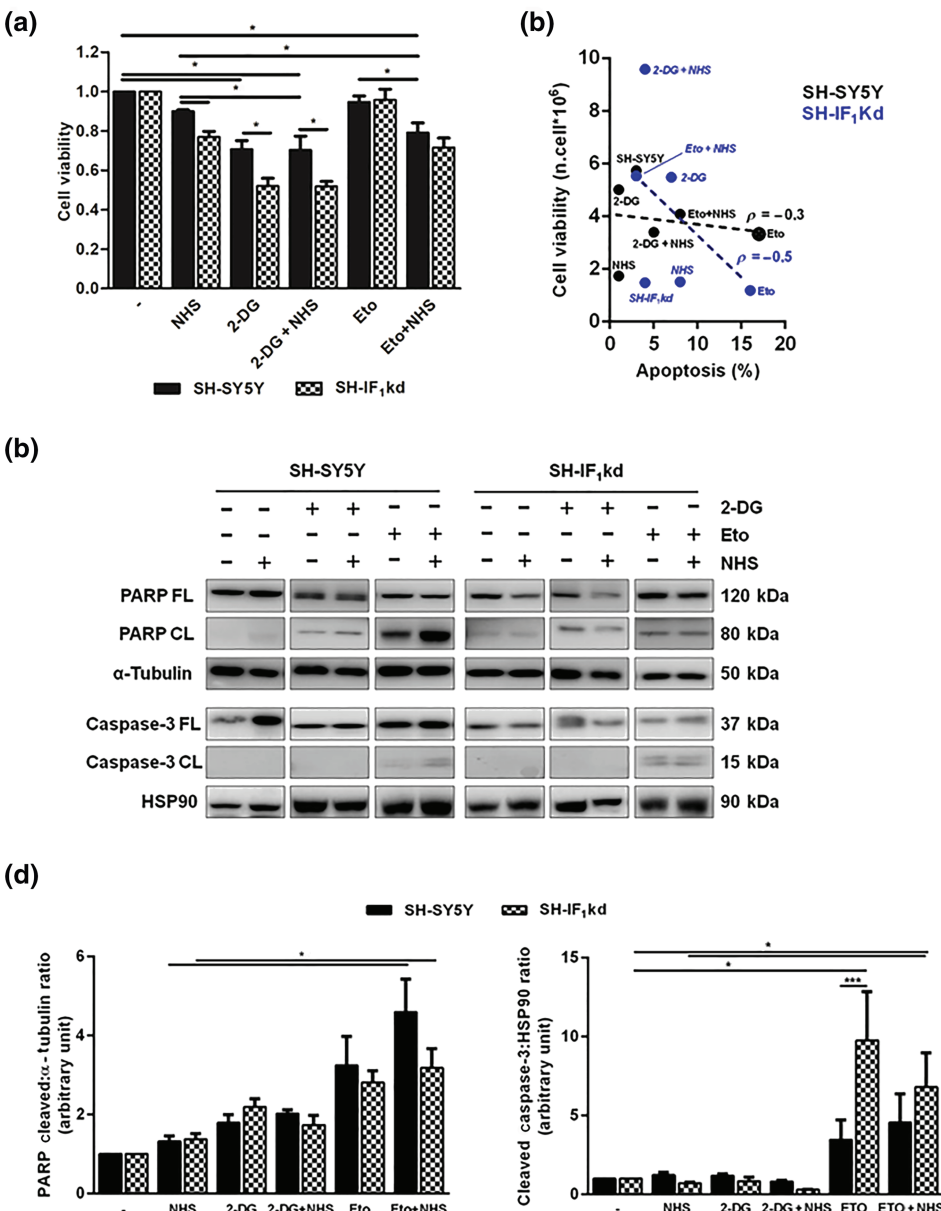 (a)
*
*
*
*
*
*
*
Cell viability
1.2
1.0
0.8
0.6
0.4
0.2
0.0
-
NHS
2-DG
2-DG + NHS
Eto
Eto+NHS
SH-SY5Y
SH-IF₁kd
(b)
SH-SY5Y
SH-IF₁Kd
Cell viability (n.cell*10⁶)
10
8
6
4
2
0
2-DG + NHS
SH-SY5Y
Eto + NHS
2-DG
2-DG
Eto+NHS
ρ = −0.3
Eto
2-DG + NHS
ρ = −0.5
NHS
NHS
SH-IF₁kd
Eto
0 5 10 15 20
Apoptosis (%)
(b)
SH-SY5Y SH-IF₁kd
− − + + − − − − + + − − 2-DG
− − − − + + − − − − + + Eto
− + − + − + − + − + − + NHS
PARP FL 120 kDa
PARP CL 80 kDa
α-Tubulin 50 kDa
Caspase-3 FL 37 kDa
Caspase-3 CL 15 kDa
HSP90 90 kDa
(d)
SH-SY5Y SH-IF₁kd
PARP cleaved:α- tubulin ratio
(arbitrary unit)
6
4
2
0
*
-
NHS
2-DG
2-DG+NHS
Eto
Eto+NHS
Cleaved caspase-3:HSP90 ratio
(arbitrary unit)
15
10
5
0
*
*
***
-
NHS
2-DG
2-DG + NHS
ETO
ETO + NHS